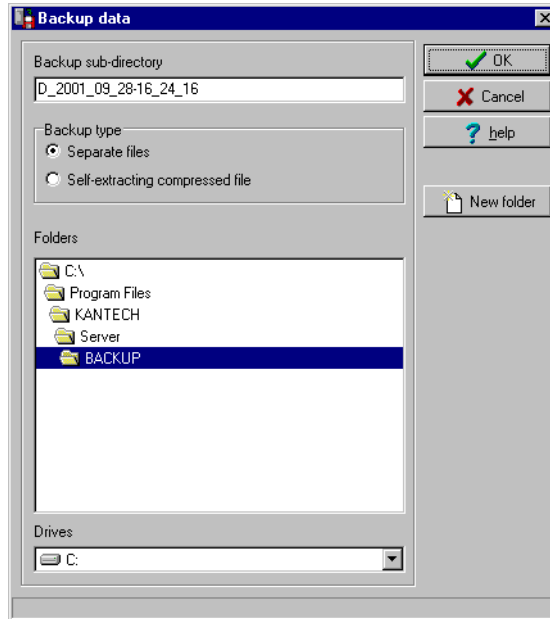 Backup data
Backup sub-directory
D_2001_09_28-16_24_16
Backup type
Separate files
Self-extracting compressed file
OK
Cancel
help
New folder
Folders
C:\
Program Files
KANTECH
Server
BACKUP
Drives
C: